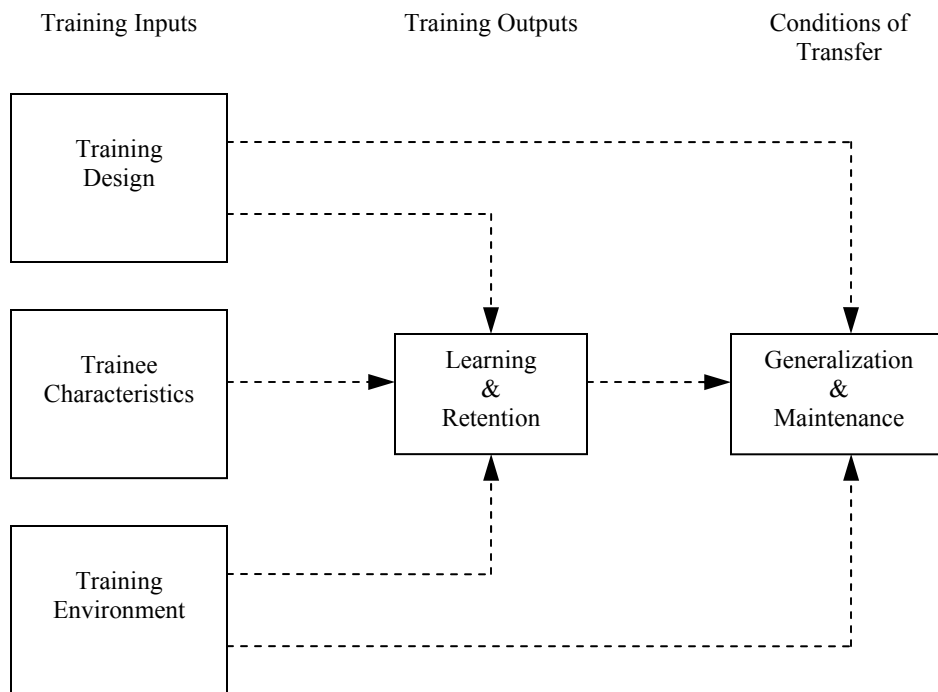 Training Inputs
Training Outputs
Conditions of
Transfer
Training
Design
Trainee
Characteristics
Learning
&
Retention
Generalization
&
Maintenance
Training
Environment